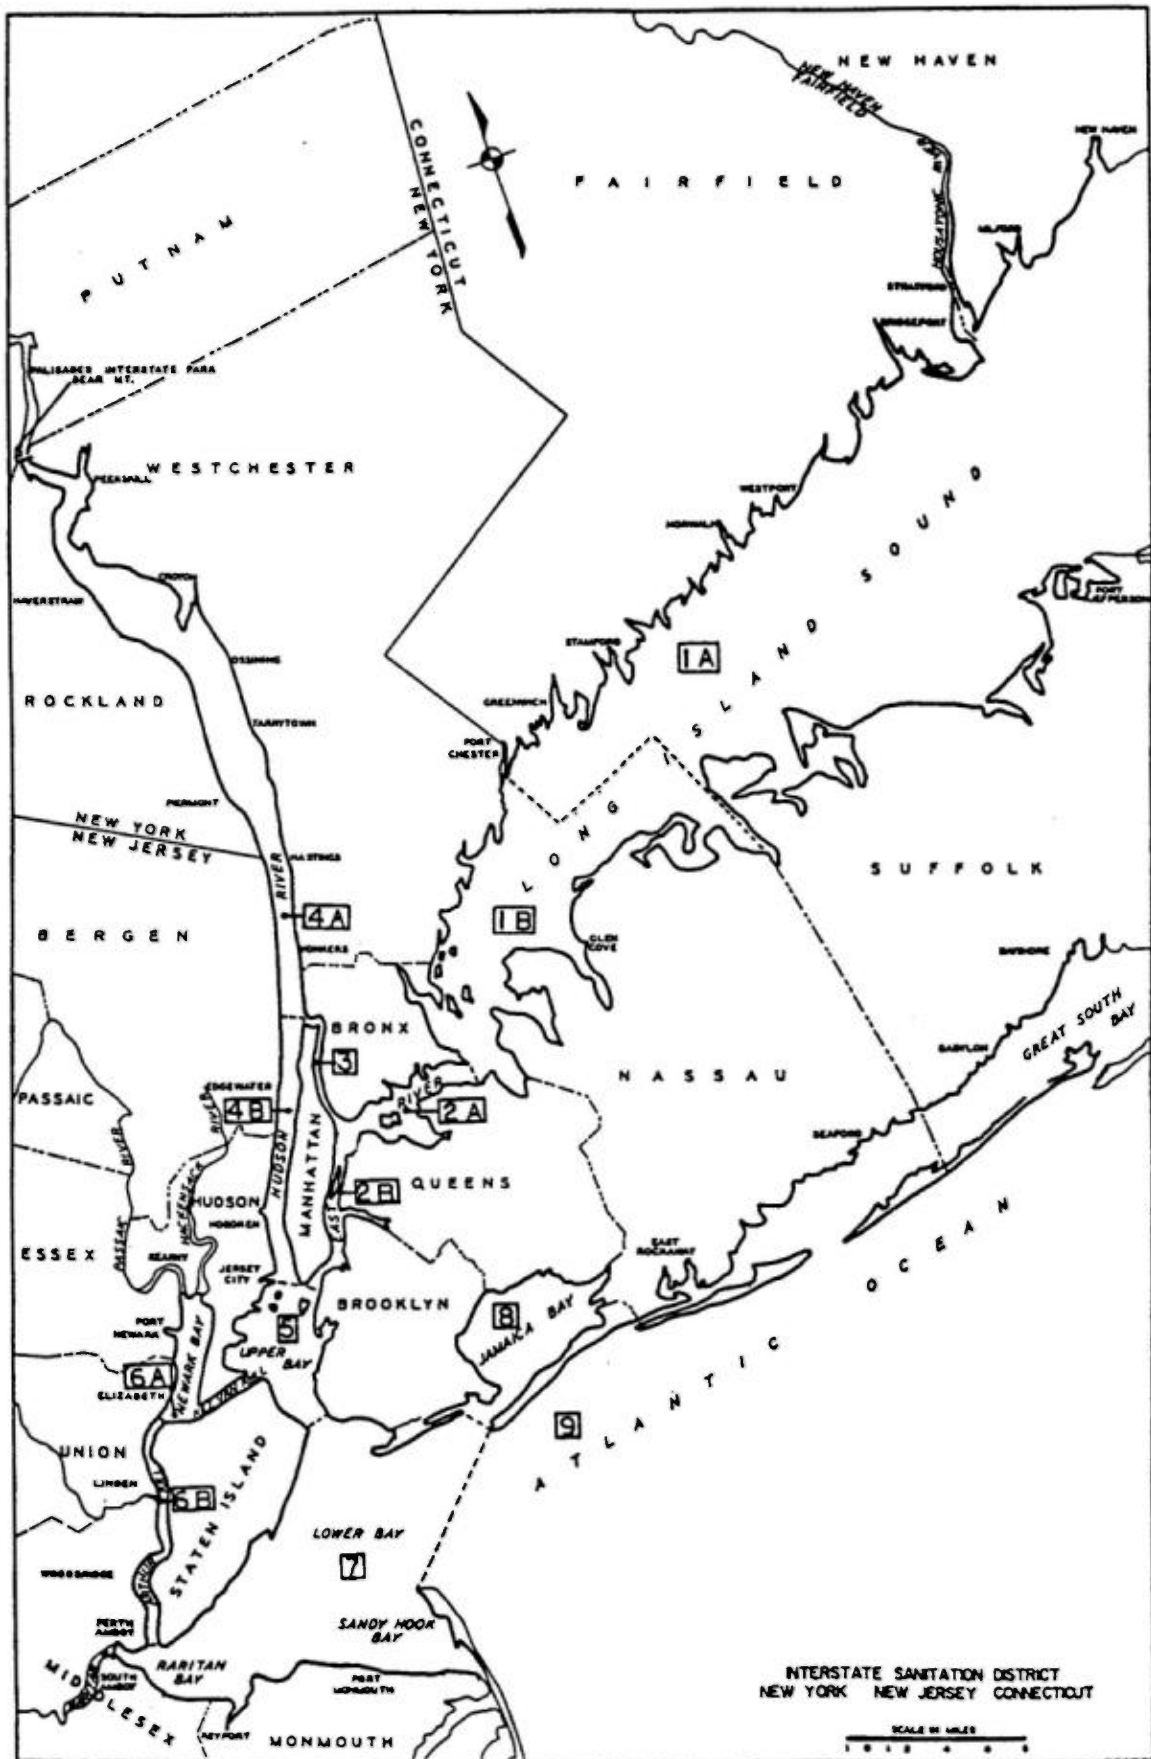 NEW HAVEN
NEW HAVEN
FAIRFIELD
NEW HAVEN
CONNECTICUT
NEW YORK
FAIRFIELD
HOUSATONIC
MILFORD
PUTNAM
STRATFORD
BRIDGEPORT
PALISADES INTERSTATE PARK
BEAR MT.
WESTCHESTER
PEEKSKILL
WESTPORT
NORWALK
LONG ISLAND SOUND
CROTON
HAVERSTRAW
PORT
JEFFERSON
STAMFORD
1A
OSSINING
ROCKLAND
GREENWICH
TARRYTOWN
PORT
CHESTER
PIERMONT
NEW YORK
NEW JERSEY
HASTINGS
RIVER
SUFFOLK
4A
1B
BERGEN
GLEN
COVE
YONKERS
BAYSHORE
GREAT SOUTH
BAY
BRONX
BABYLON
3
NASSAU
EDGEWATER
PASSAIC
RIVER
4B
RIVER
2A
SEAFORD
RIVER
HUDSON
MANHATTAN
HACKENSACK
2B
QUEENS
HUDSON
HOBOKEN
EAST
PASSAIC
ESSEX
KEARNY
EAST
ROCKAWAY
JERSEY
CITY
BROOKLYN
8
JAMAICA BAY
PORT
NEWARK
5
UPPER
BAY
NEWARK BAY
6A
ELIZABETH
KILL VAN KULL
ATLANTIC OCEAN
9
UNION
STATEN ISLAND
LINDEN
6B
LOWER BAY
7
WOODBRIDGE
ARTHUR
PERTH
AMBOY
SANDY HOOK
BAY
RARITAN
BAY
SOUTH
AMBOY
PORT
MONMOUTH
MIDDLESEX
KEYPORT
MONMOUTH
INTERSTATE SANITATION DISTRICT
NEW YORK NEW JERSEY CONNECTICUT
SCALE IN MILES